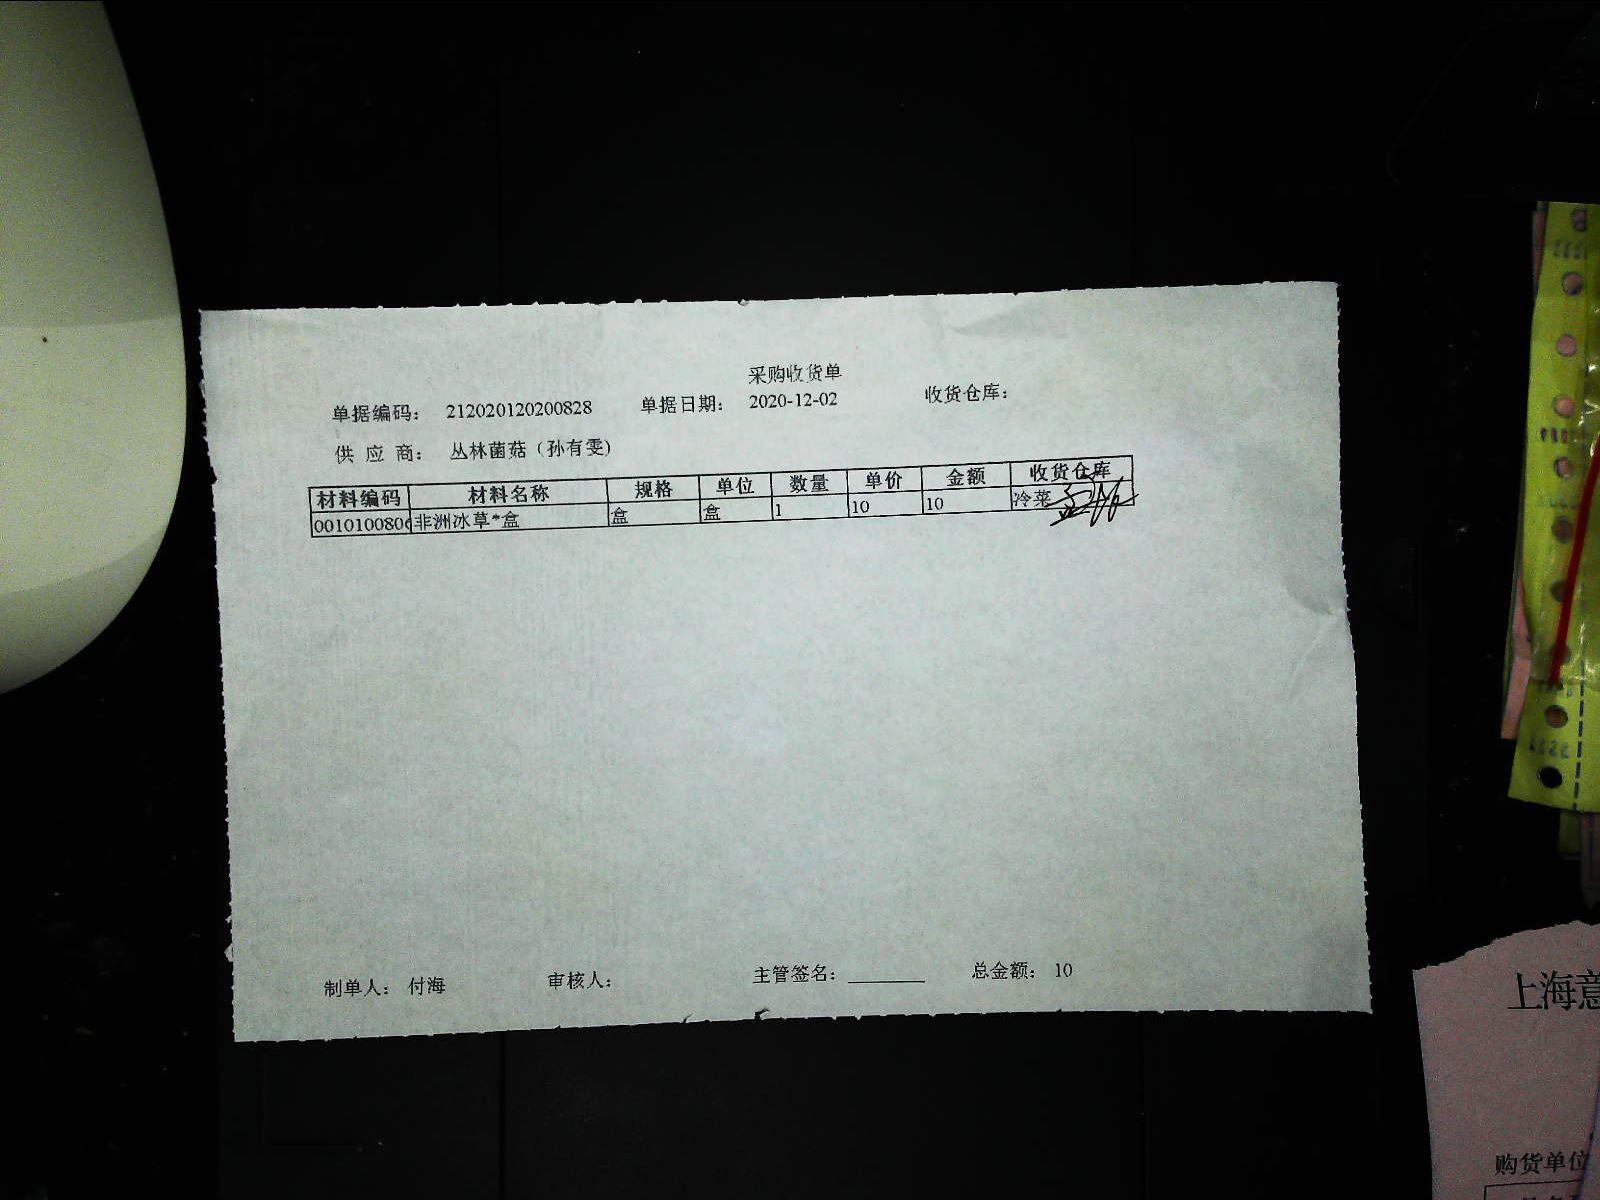 采购收货单
单据编码： 212020120200828 单据日期： 2020-12-02 收货仓库：
供 应 商： 丛林菌菇（孙有雯）
材料编码 材料名称 规格 单位 数量 单价 金额 收货仓库
001010080 非洲冰草*盒 盒 盒 1 10 10 冷菜
制单人： 付海 审核人： 主管签名： 总金额： 10
上海意
购货单位